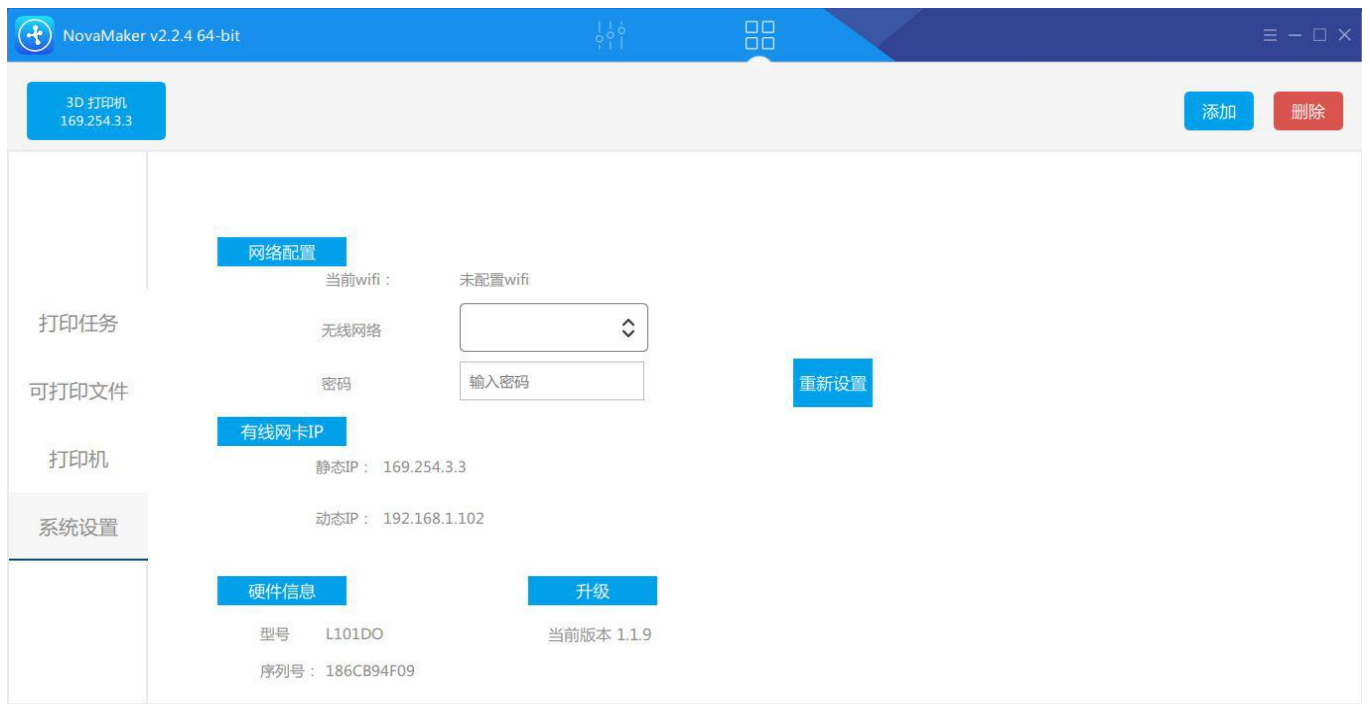 NovaMaker v2.2.4 64-bit
3D 打印机
169.254.3.3
添加
删除
网络配置
当前wifi： 未配置wifi
打印任务
无线网络
可打印文件
密码 输入密码 重新设置
有线网卡IP
打印机
静态IP： 169.254.3.3
系统设置
动态IP： 192.168.1.102
硬件信息 升级
型号 L101DO 当前版本 1.1.9
序列号： 186CB94F09